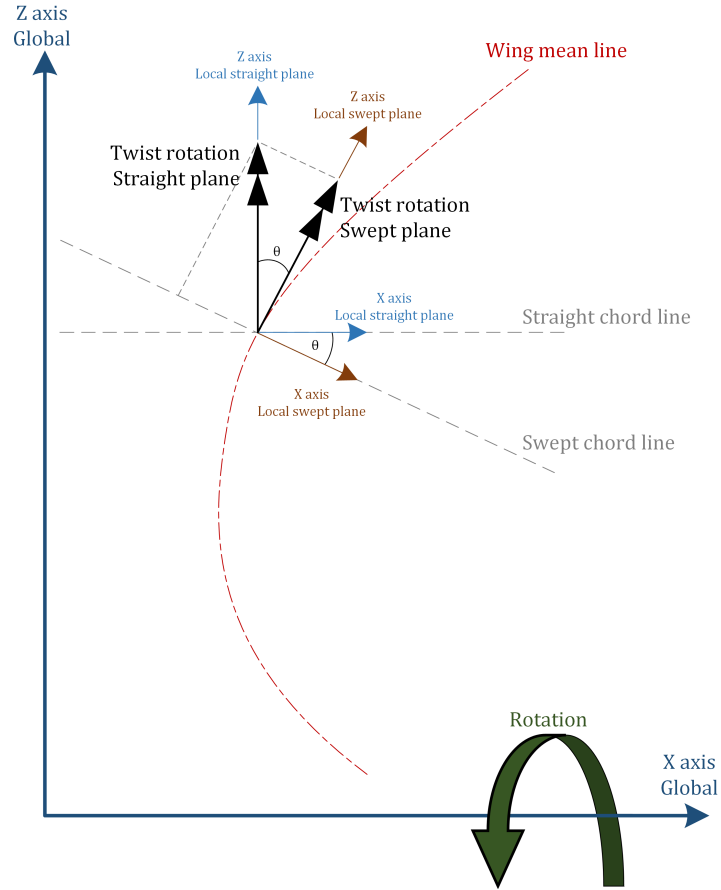 Z axis
Global
Wing mean line
Z axis
Local straight plane
Z axis
Local swept plane
Twist rotation
Straight plane
Twist rotation
Swept plane
θ
X axis
Local straight plane
Straight chord line
θ
X axis
Local swept plane
Swept chord line
Rotation
X axis
Global